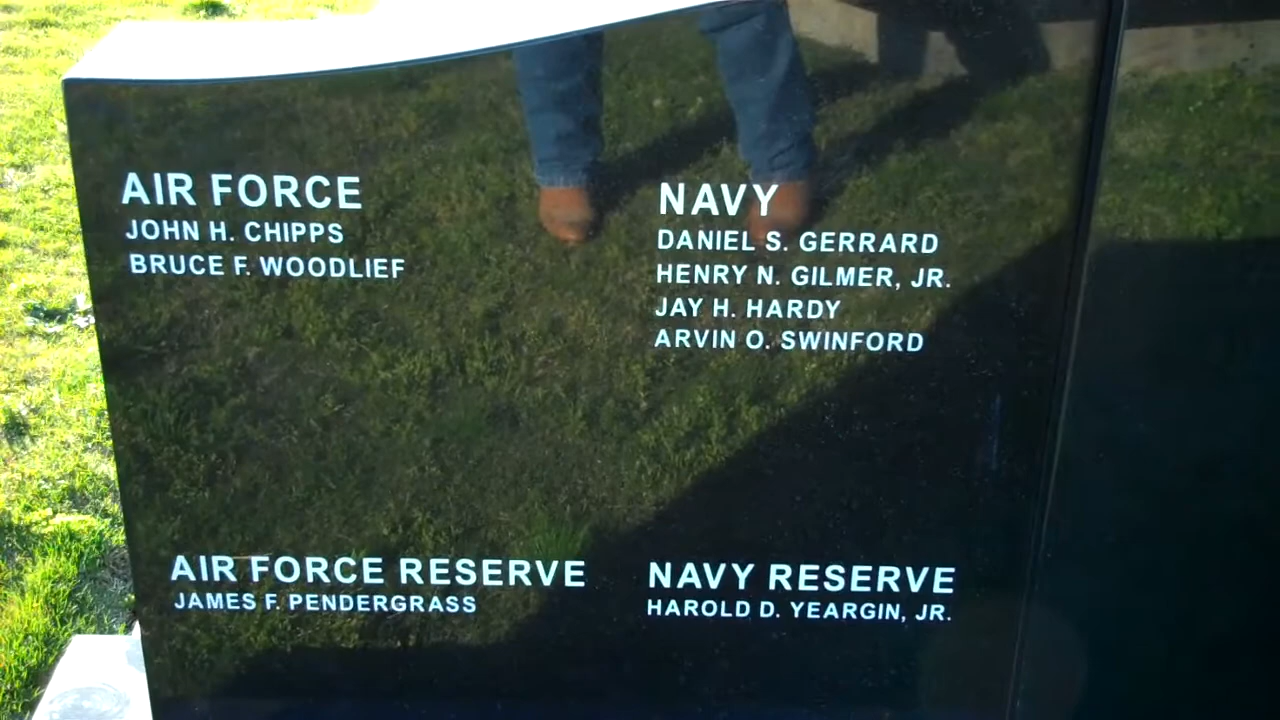 AIR FORCE
JOHN H. CHIPPS
BRUCE F. WOODLIEF
NAVY
DANIEL S. GERRARD
HENRY N. GILMER, JR.
JAY H. HARDY
ARVIN O. SWINFORD
AIR FORCE RESERVE
JAMES F. PENDERGRASS
NAVY RESERVE
HAROLD D. YEARGIN, JR.